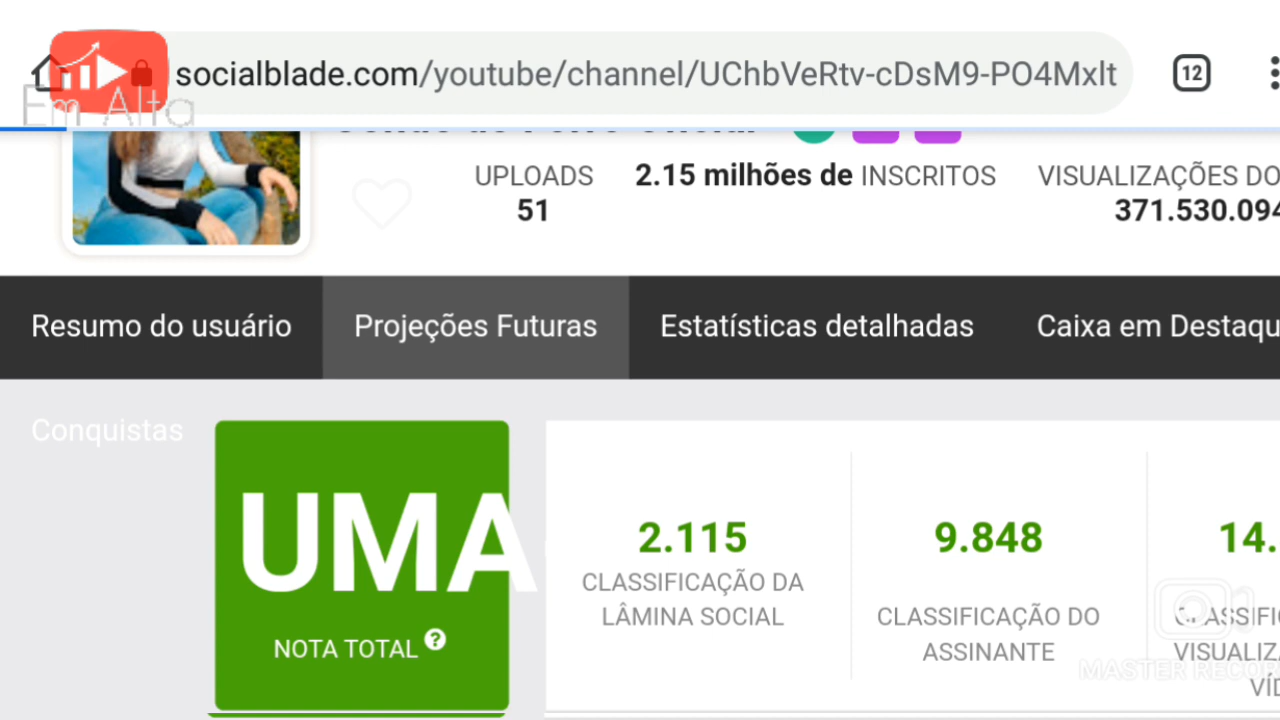 socialblade.com/youtube/channel/UChbVeRtv-cDsM9-PO4Mxlt
12
Em Alta
UPLOADS
51
2.15 milhões de INSCRITOS
VISUALIZAÇÕES DO
371.530.094
Resumo do usuário
Projeções Futuras
Estatísticas detalhadas
Caixa em Destaqu
Conquistas
UMA
NOTA TOTAL ?
2.115
CLASSIFICAÇÃO DA
LÂMINA SOCIAL
9.848
CLASSIFICAÇÃO DO
ASSINANTE
14.
CLASSIFI
VISUALIZA
VÍD
MASTER RECOR